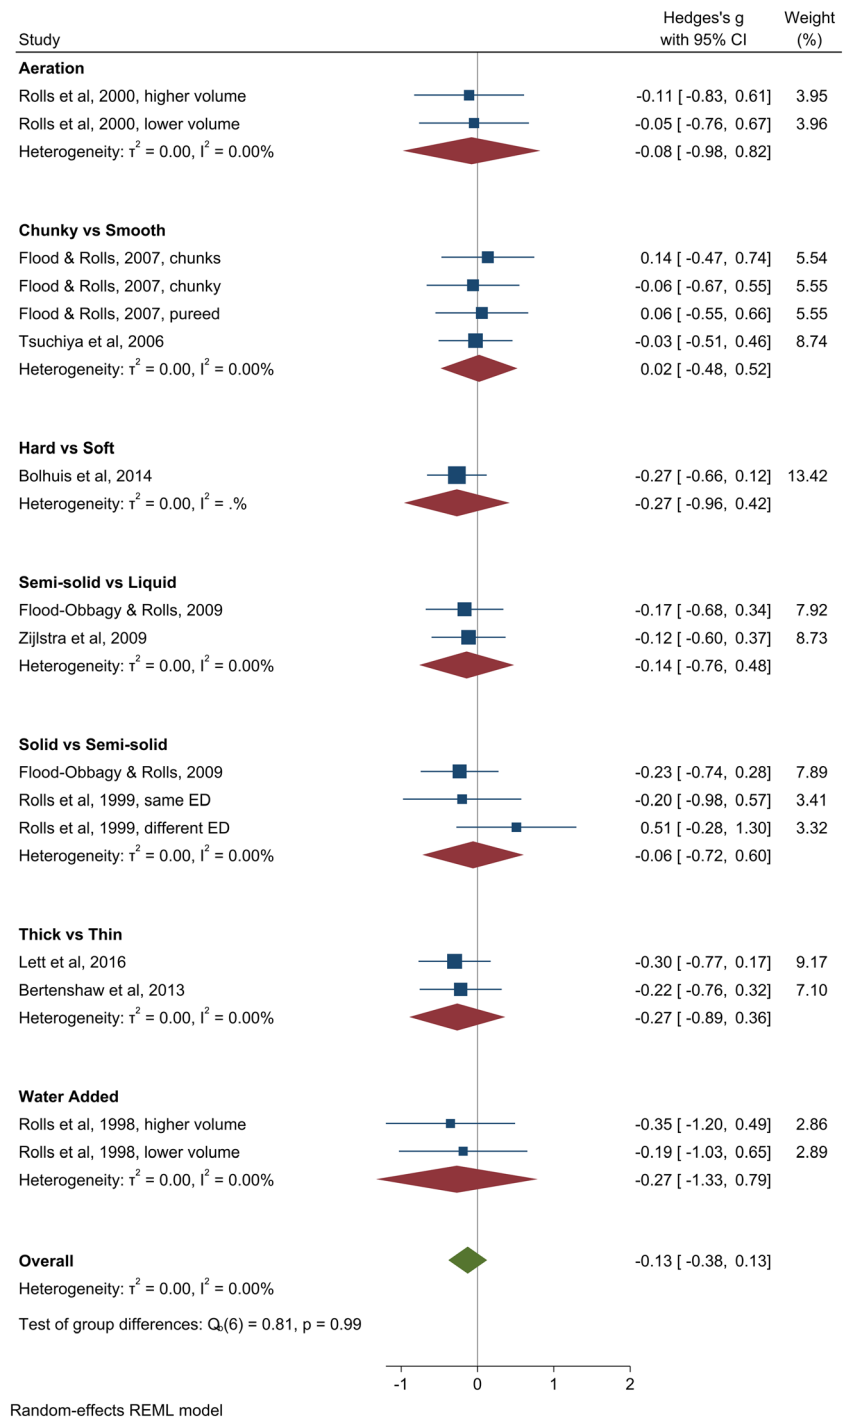 Hedges's g Weight
Study with 95% CI (%)
Aeration
Rolls et al, 2000, higher volume -0.11 [ -0.83, 0.61] 3.95
Rolls et al, 2000, lower volume -0.05 [ -0.76, 0.67] 3.96
Heterogeneity: τ² = 0.00, I² = 0.00% -0.08 [ -0.98, 0.82]
Chunky vs Smooth
Flood & Rolls, 2007, chunks 0.14 [ -0.47, 0.74] 5.54
Flood & Rolls, 2007, chunky -0.06 [ -0.67, 0.55] 5.55
Flood & Rolls, 2007, pureed 0.06 [ -0.55, 0.66] 5.55
Tsuchiya et al, 2006 -0.03 [ -0.51, 0.46] 8.74
Heterogeneity: τ² = 0.00, I² = 0.00% 0.02 [ -0.48, 0.52]
Hard vs Soft
Bolhuis et al, 2014 -0.27 [ -0.66, 0.12] 13.42
Heterogeneity: τ² = 0.00, I² = .% -0.27 [ -0.96, 0.42]
Semi-solid vs Liquid
Flood-Obbagy & Rolls, 2009 -0.17 [ -0.68, 0.34] 7.92
Zijlstra et al, 2009 -0.12 [ -0.60, 0.37] 8.73
Heterogeneity: τ² = 0.00, I² = 0.00% -0.14 [ -0.76, 0.48]
Solid vs Semi-solid
Flood-Obbagy & Rolls, 2009 -0.23 [ -0.74, 0.28] 7.89
Rolls et al, 1999, same ED -0.20 [ -0.98, 0.57] 3.41
Rolls et al, 1999, different ED 0.51 [ -0.28, 1.30] 3.32
Heterogeneity: τ² = 0.00, I² = 0.00% -0.06 [ -0.72, 0.60]
Thick vs Thin
Lett et al, 2016 -0.30 [ -0.77, 0.17] 9.17
Bertenshaw et al, 2013 -0.22 [ -0.76, 0.32] 7.10
Heterogeneity: τ² = 0.00, I² = 0.00% -0.27 [ -0.89, 0.36]
Water Added
Rolls et al, 1998, higher volume -0.35 [ -1.20, 0.49] 2.86
Rolls et al, 1998, lower volume -0.19 [ -1.03, 0.65] 2.89
Heterogeneity: τ² = 0.00, I² = 0.00% -0.27 [ -1.33, 0.79]
Overall -0.13 [ -0.38, 0.13]
Heterogeneity: τ² = 0.00, I² = 0.00%
Test of group differences: Q_b(6) = 0.81, p = 0.99
-1 0 1 2
Random-effects REML model